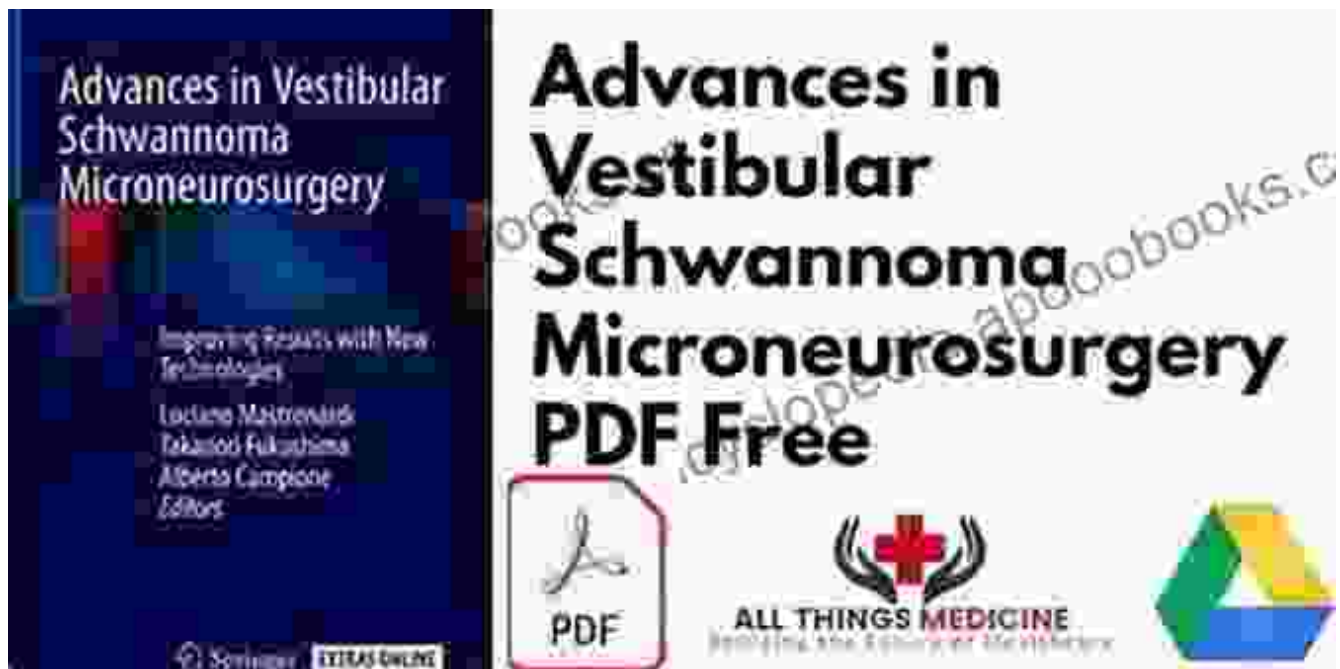 Advances in Vestibular
Schwannoma
Microneurosurgery
Improving Results with New
Technologies
Luciano Mastronardi
Takanori Fukushima
Alberto Campione
Editors
Springer
EXTRAS ONLINE
Advances in
Vestibular
Schwannoma
Microneurosurgery
PDF Free
PDF
ALL THINGS MEDICINE